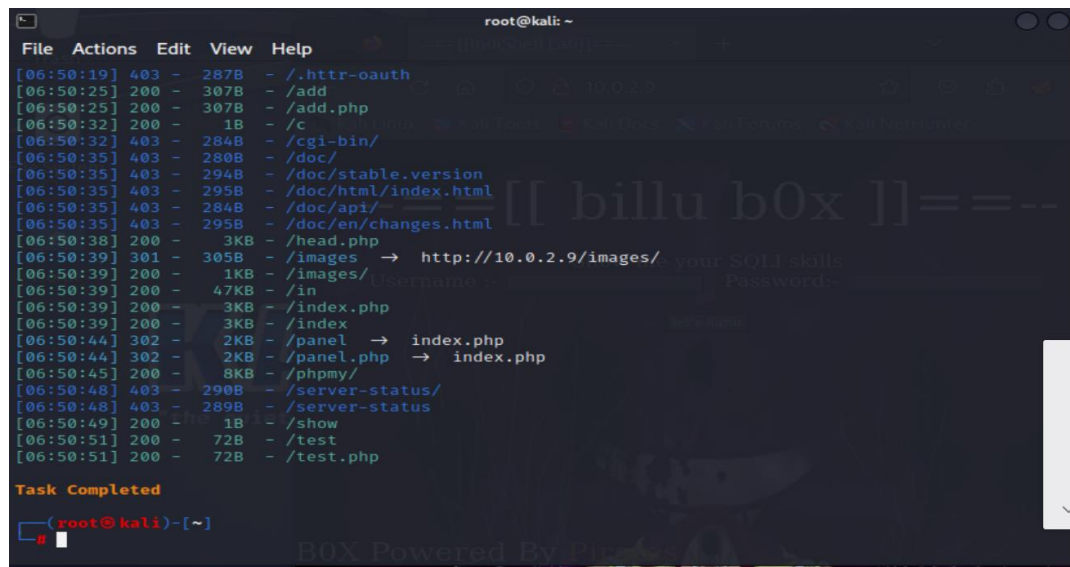 root@kali: ~
File Actions Edit View Help
[06:50:19] 403 - 287B - /.httr-oauth
[06:50:25] 200 - 307B - /add
[06:50:25] 200 - 307B - /add.php
[06:50:32] 200 - 1B - /c
[06:50:32] 403 - 284B - /cgi-bin/
[06:50:35] 403 - 280B - /doc/
[06:50:35] 403 - 294B - /doc/stable.version
[06:50:35] 403 - 295B - /doc/html/index.html
[06:50:35] 403 - 284B - /doc/api/
[06:50:35] 403 - 295B - /doc/en/changes.html
[06:50:38] 200 - 3KB - /head.php
[06:50:39] 301 - 305B - /images → http://10.0.2.9/images/
[06:50:39] 200 - 1KB - /images/
[06:50:39] 200 - 47KB - /in
[06:50:39] 200 - 3KB - /index.php
[06:50:39] 200 - 3KB - /index
[06:50:44] 302 - 2KB - /panel → index.php
[06:50:44] 302 - 2KB - /panel.php → index.php
[06:50:45] 200 - 8KB - /phpmy/
[06:50:48] 403 - 290B - /server-status/
[06:50:48] 403 - 289B - /server-status
[06:50:49] 200 - 1B - /show
[06:50:51] 200 - 72B - /test
[06:50:51] 200 - 72B - /test.php
Task Completed
(root㉿kali)-[~]
#
10.0.2.9
==[[ billu b0x ]]==--
your SQLI skills
Username :- Password:-
B0X Powered By